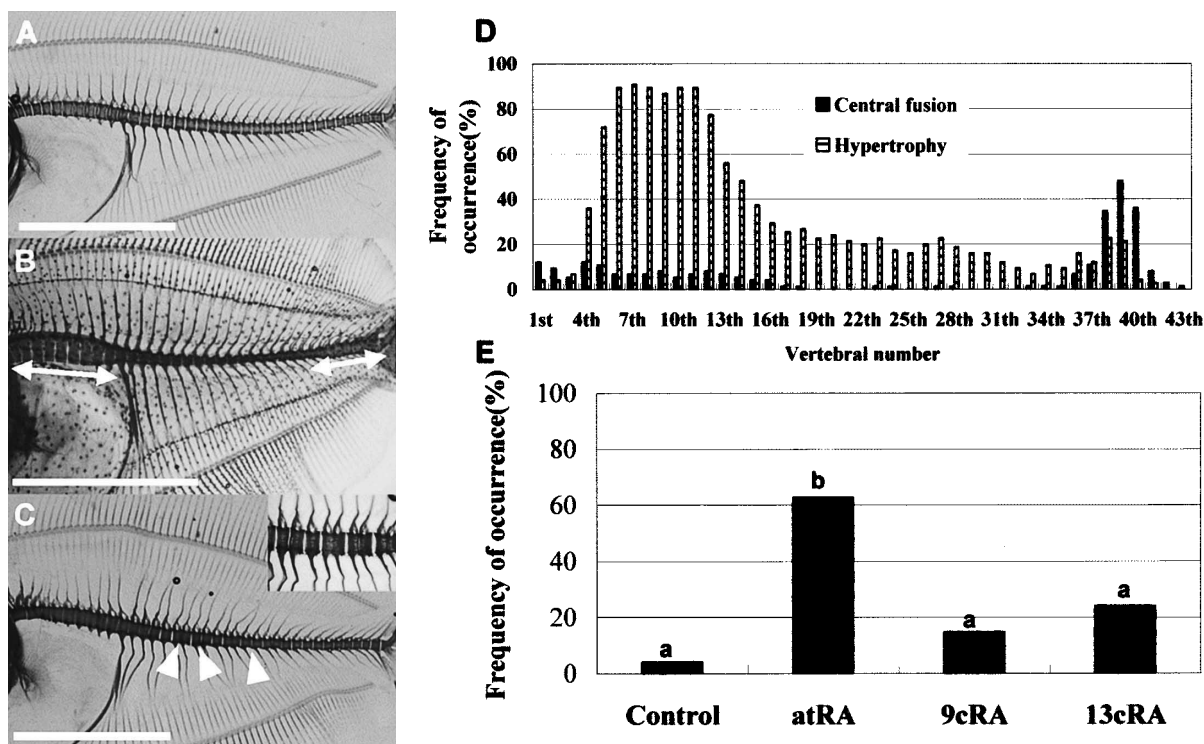 A
B
C
D
Frequency of
occurrence(%)
100
80
60
40
20
0
Central fusion
Hypertrophy
1st 4th 7th 10th 13th 16th 19th 22th 25th 28th 31th 34th 37th 40th 43th
Vertebral number
E
Frequency of occurrence(%)
100
80
60
40
20
0
a
b
a
a
Control atRA 9cRA 13cRA